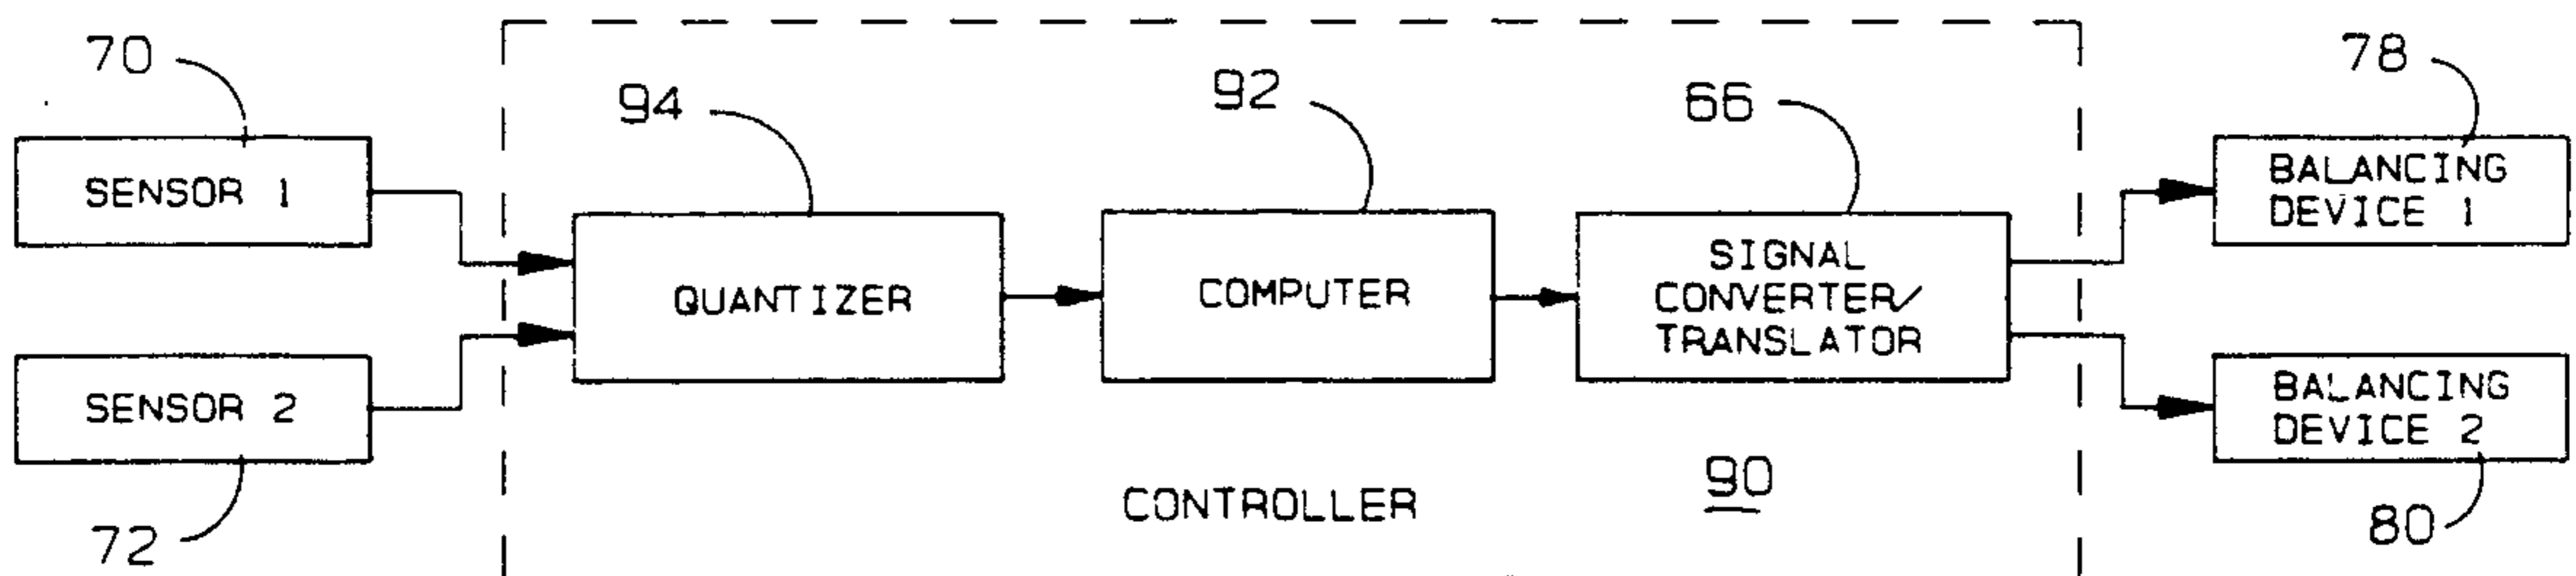 70
94
92
66
78
SENSOR 1
QUANTIZER
COMPUTER
SIGNAL
CONVERTER/
TRANSLATOR
BALANCING
DEVICE 1
SENSOR 2
BALANCING
DEVICE 2
72
CONTROLLER
90
80